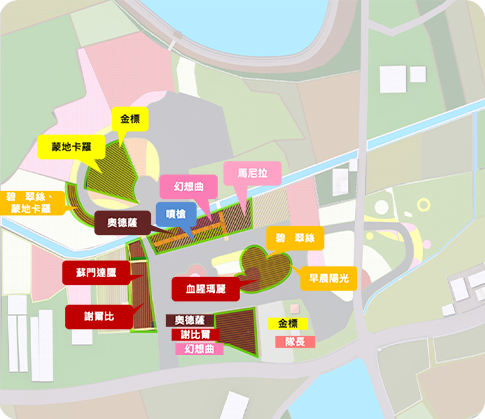 金標
蒙地卡羅
馬尼拉
幻想曲
碧　翠絲、
蒙地卡羅
奧德薩
噴槍
碧　翠絲
蘇門達臘
血腥瑪麗
早晨陽光
謝爾比
奧德薩
金標
謝比爾
隊長
幻想曲